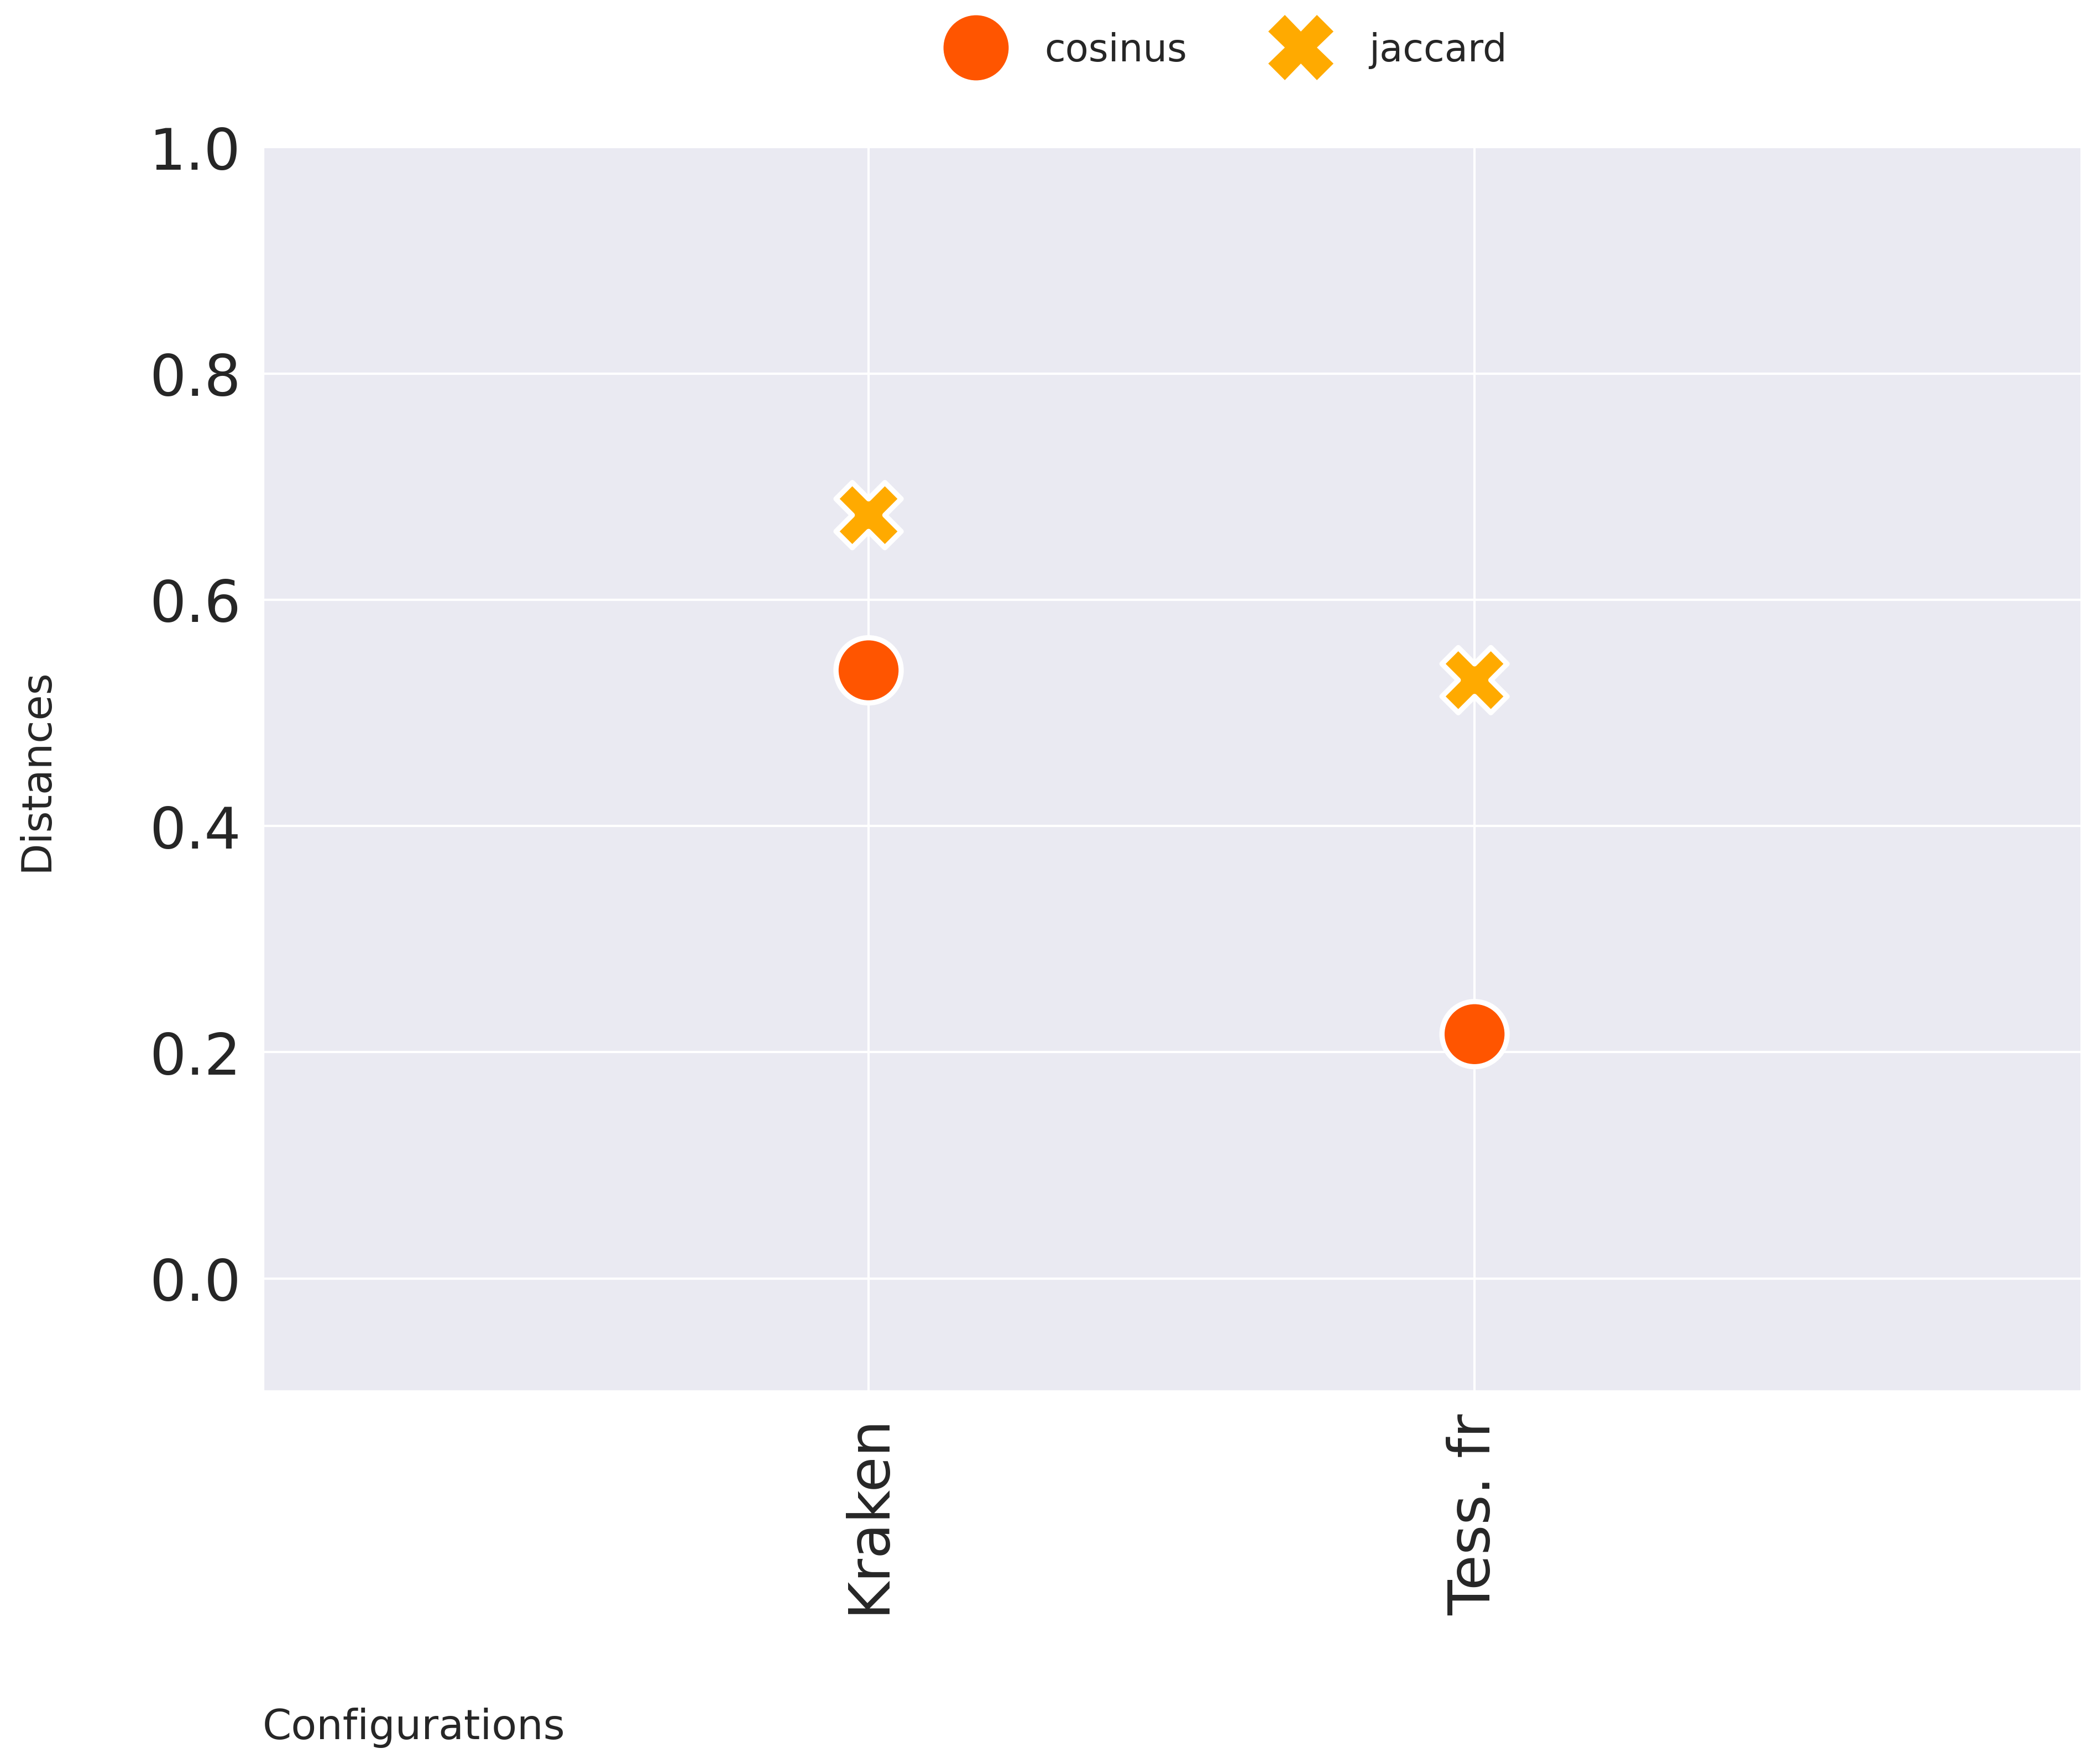 cosinus jaccard
1.0
0.8
0.6
0.4
0.2
0.0
Distances
Kraken
Tess. fr
Configurations